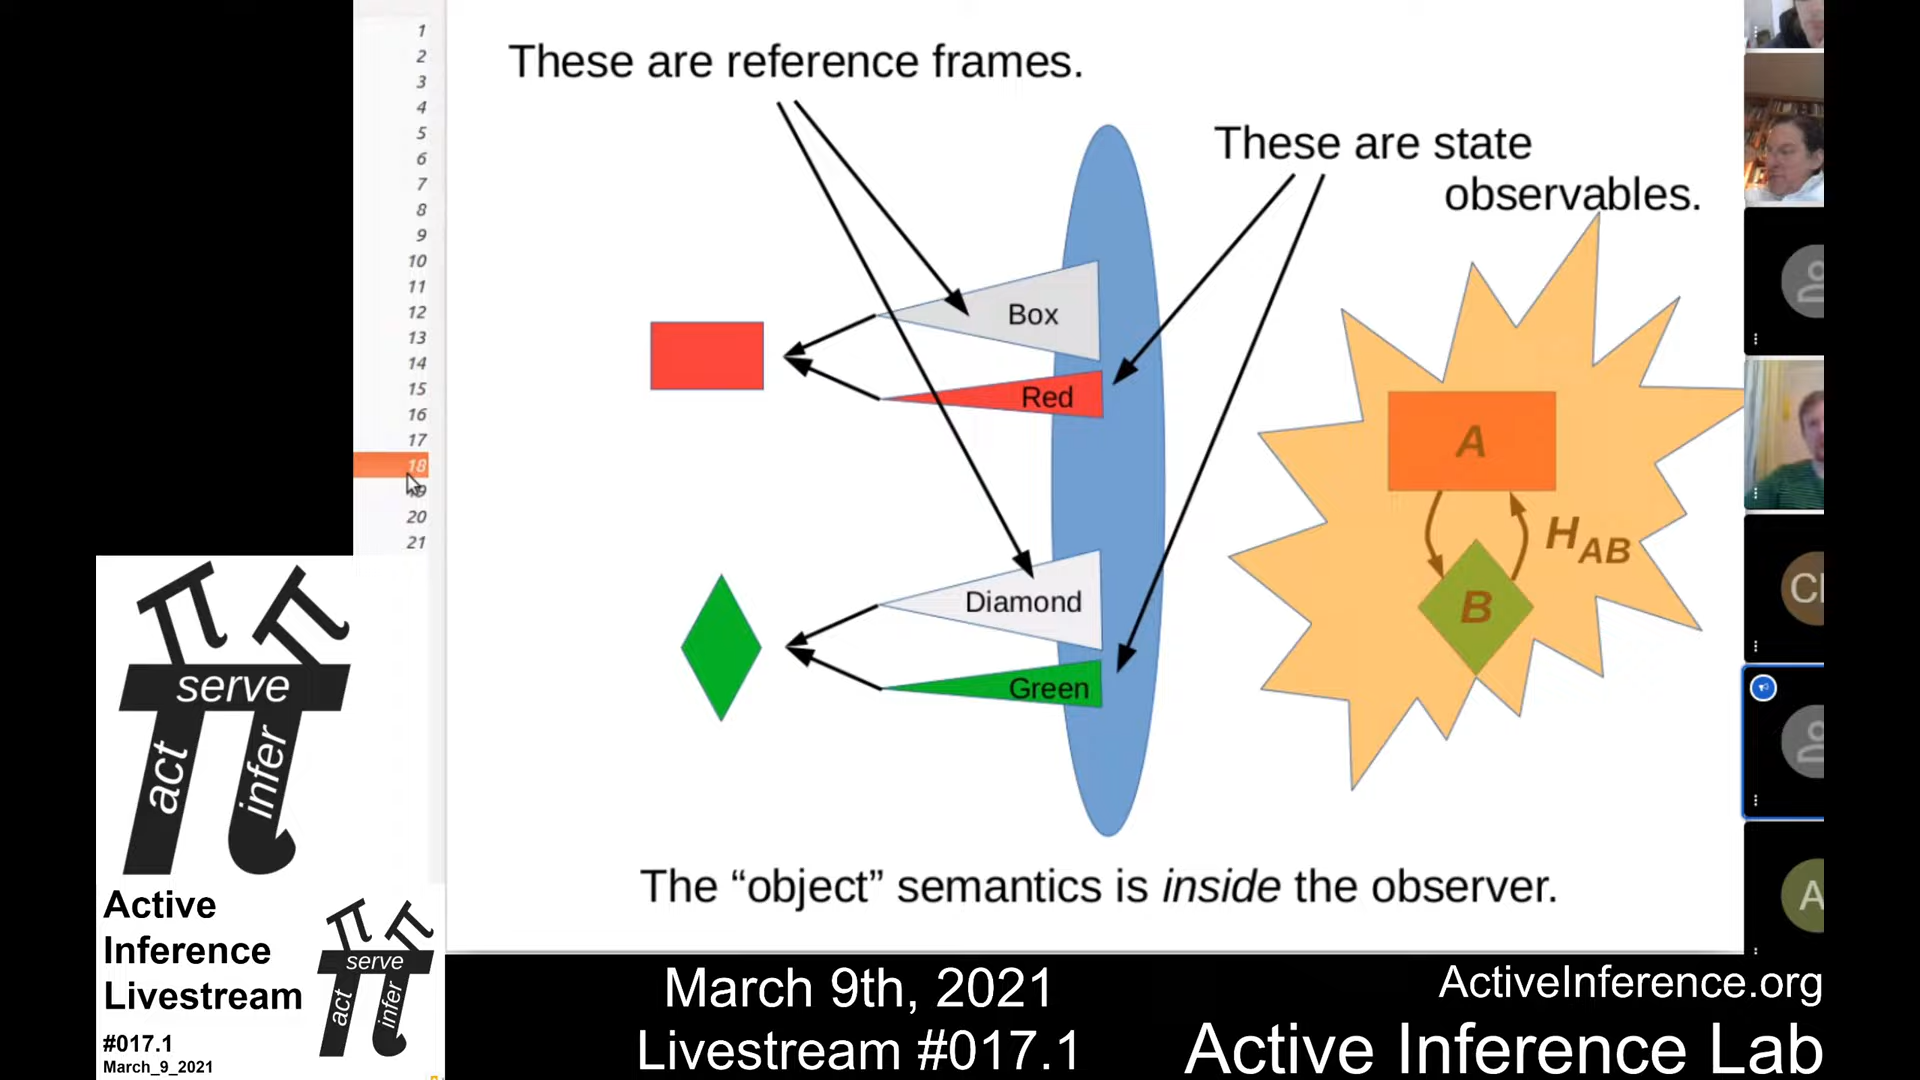 1
2
3
4
5
6
7
8
9
10
11
12
13
14
15
16
17
18
19
20
21
These are reference frames.
These are state
observables.
Box
Red
Diamond
Green
A
H_AB
B
The “object” semantics is inside the observer.
serve
act
infer
Active
Inference
Livestream
#017.1
March_9_2021
serve
act
infer
March 9th, 2021
Livestream #017.1
ActiveInference.org
Active Inference Lab
A